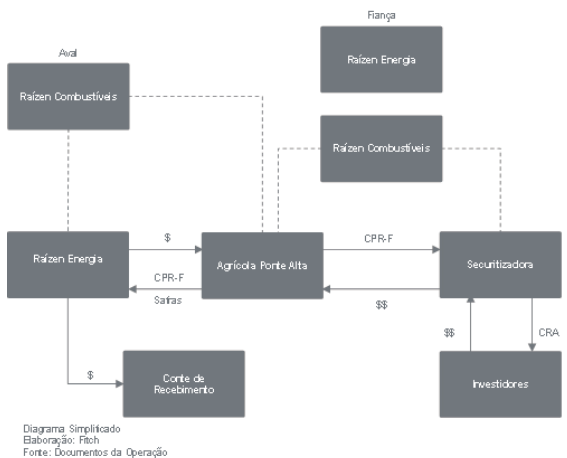 Fiança
Raízen Energia
Aval
Raízen Combustíveis
Raízen Combustíveis
Raízen Energia
$
CPR-F
Safras
Agrícola Ponte Alta
CPR-F
$$
Securitizadora
$$
CRA
$
Conte de
Recebimento
Investidores
Diagrama Simplificado
Elaboração: Fitch
Fonte: Documentos da Operação